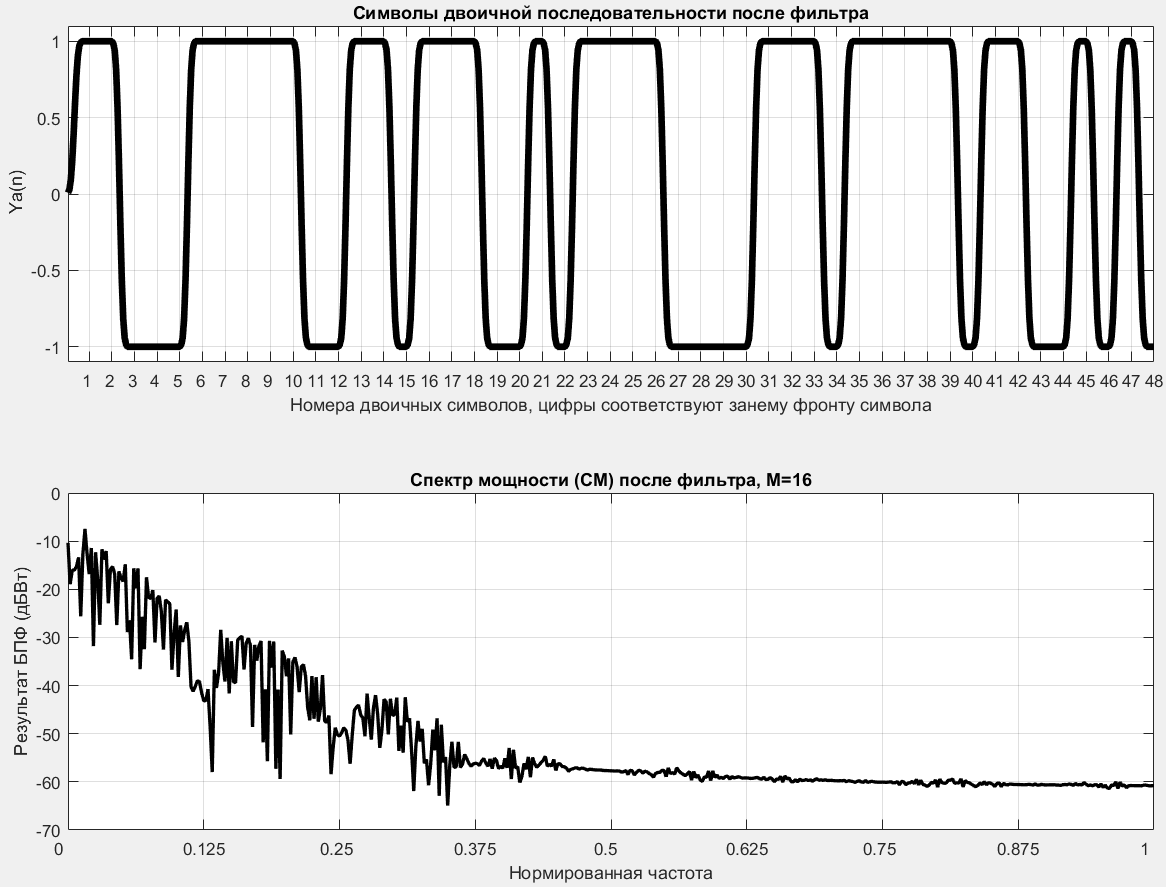 Символы двоичной последовательности после фильтра
1
0.5
0
-0.5
-1
Ya(n)
1 2 3 4 5 6 7 8 9 10 11 12 13 14 15 16 17 18 19 20 21 22 23 24 25 26 27 28 29 30 31 32 33 34 35 36 37 38 39 40 41 42 43 44 45 46 47 48
Номера двоичных символов, цифры соответствуют занему фронту символа
Спектр мощности (СМ) после фильтра, M=16
0
-10
-20
-30
-40
-50
-60
-70
Результат БПФ (дБВт)
0 0.125 0.25 0.375 0.5 0.625 0.75 0.875 1
Нормированная частота